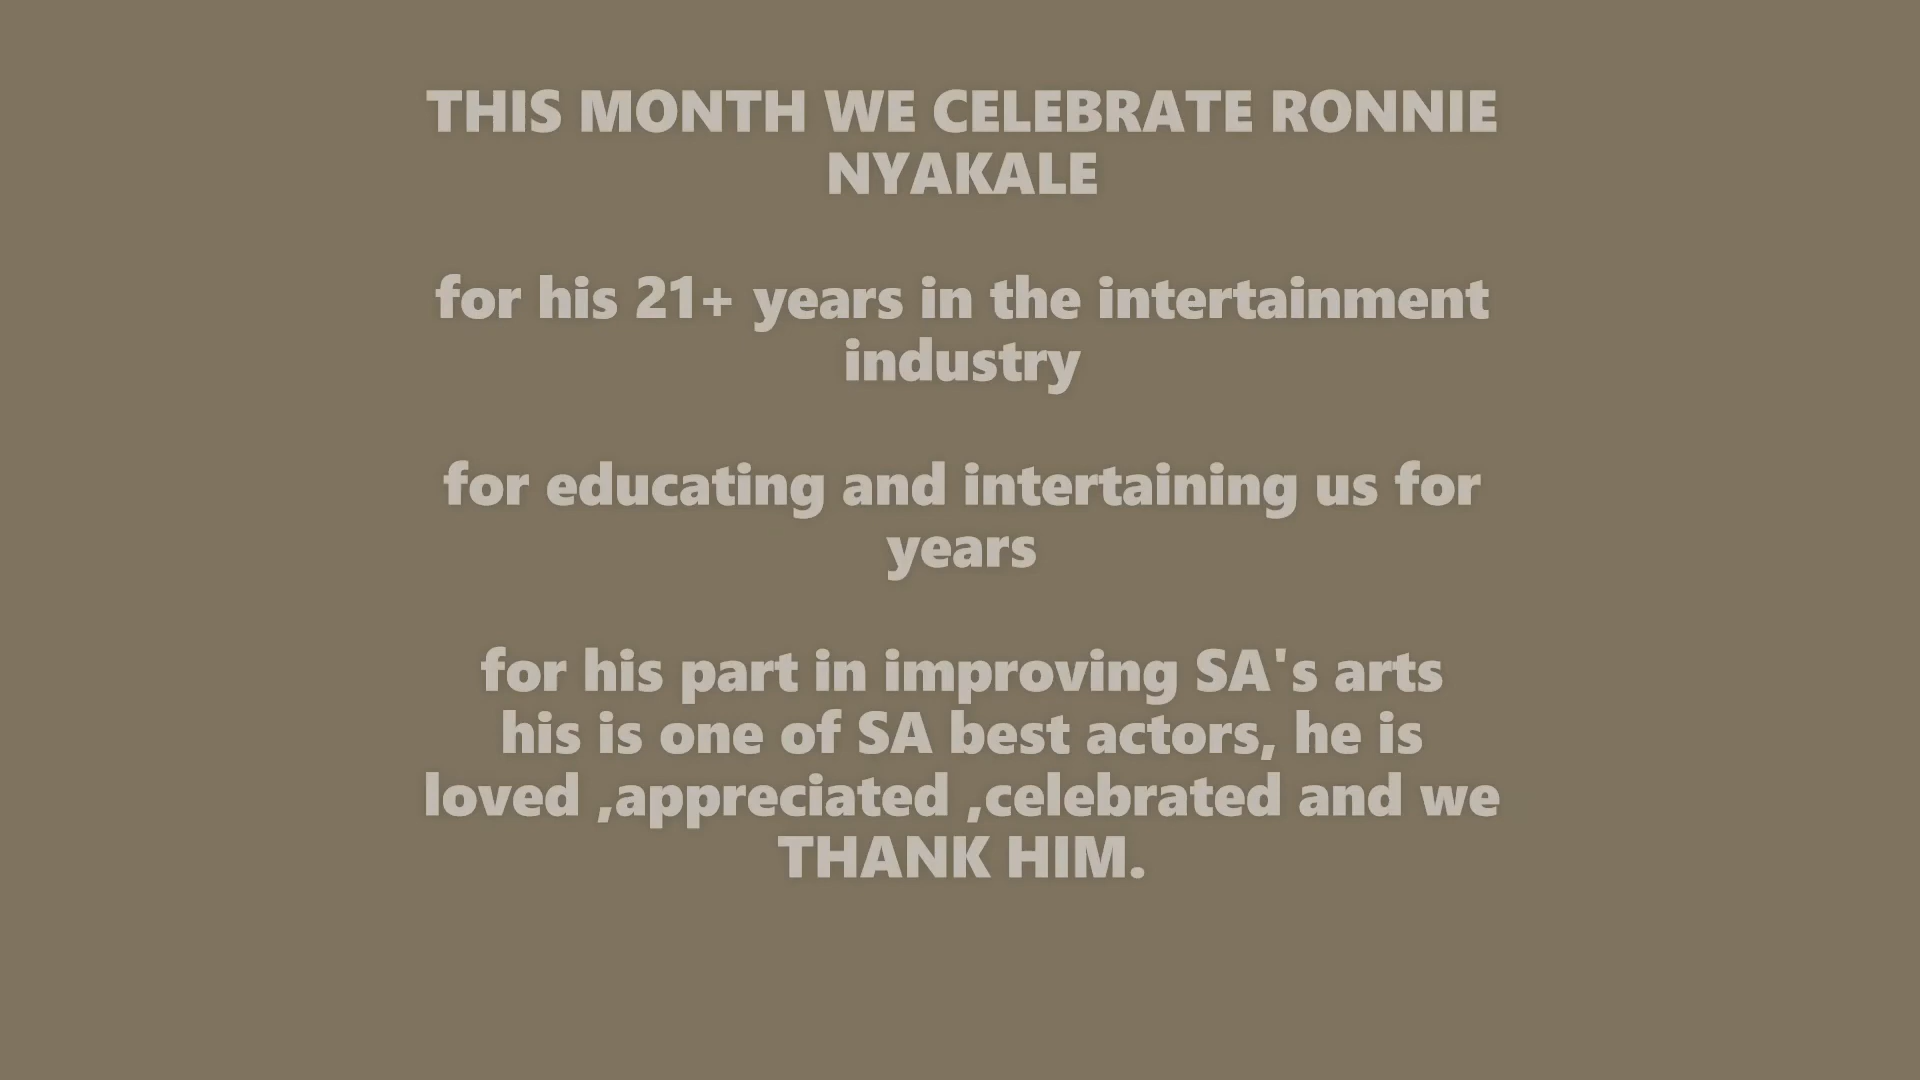 THIS MONTH WE CELEBRATE RONNIE
NYAKALE
for his 21+ years in the intertainment
industry
for educating and intertaining us for
years
for his part in improving SA's arts
his is one of SA best actors, he is
loved ,appreciated ,celebrated and we
THANK HIM.